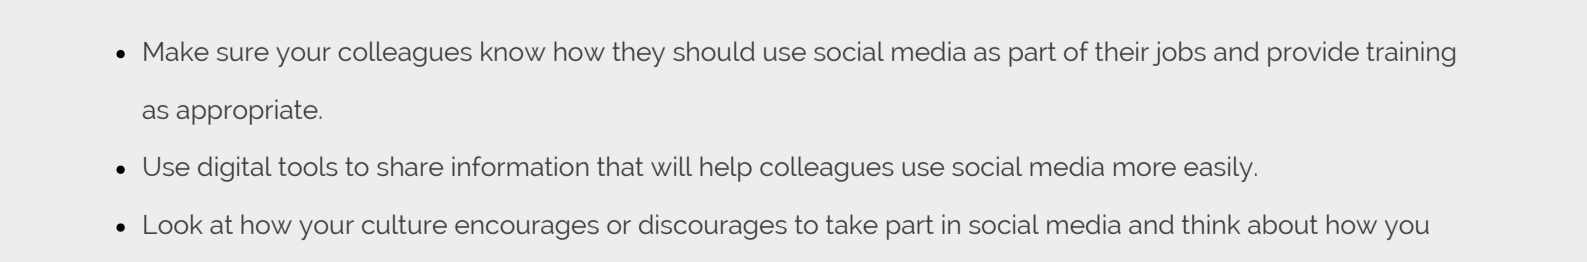 • Make sure your colleagues know how they should use social media as part of their jobs and provide training
as appropriate.
• Use digital tools to share information that will help colleagues use social media more easily.
• Look at how your culture encourages or discourages to take part in social media and think about how you